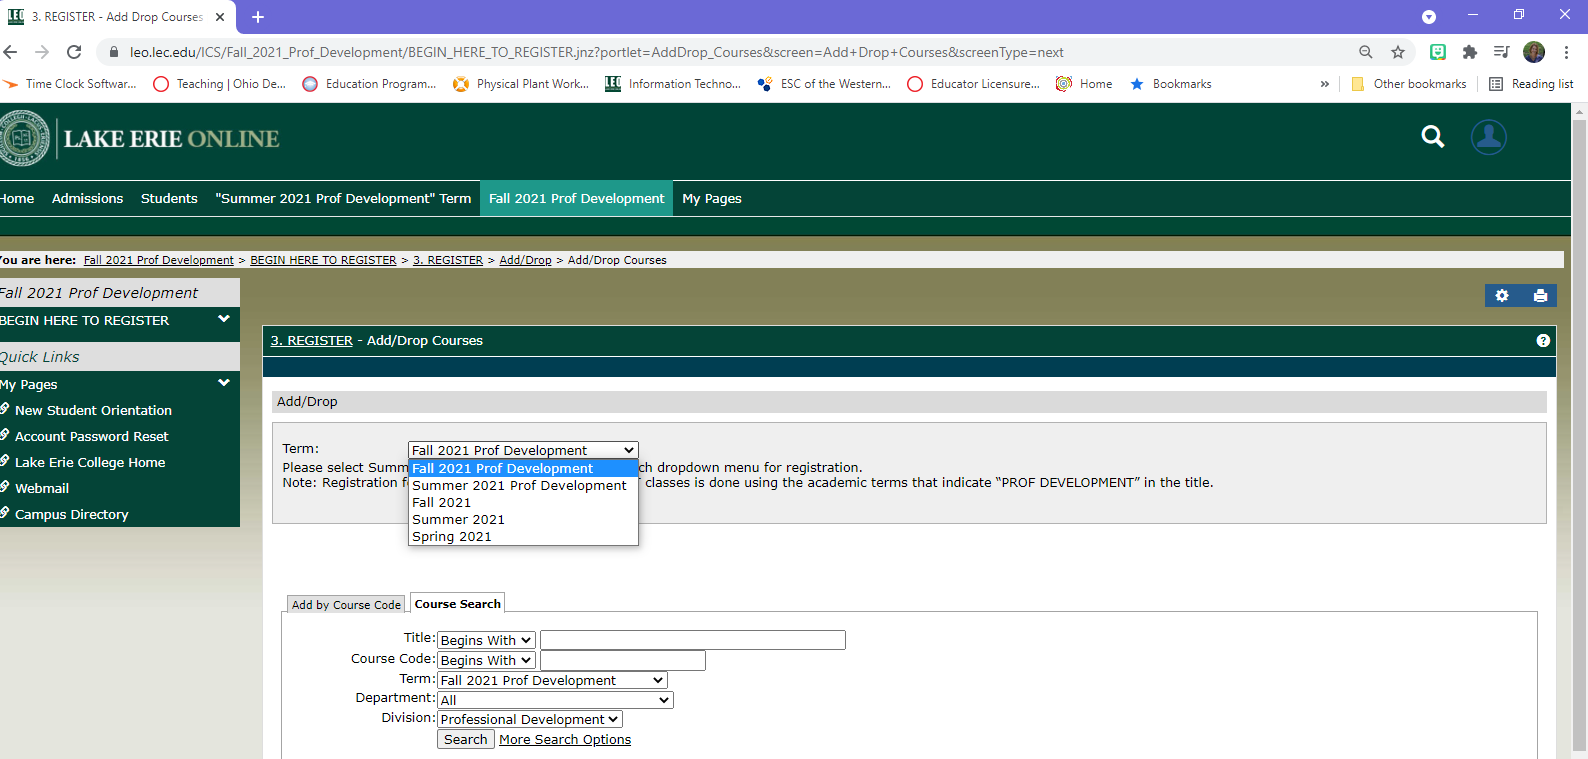 LEO 3. REGISTER - Add Drop Courses
leo.lec.edu/ICS/Fall_2021_Prof_Development/BEGIN_HERE_TO_REGISTER.jnz?portlet=AddDrop_Courses&screen=Add+Drop+Courses&screenType=next
Time Clock Softwar... Teaching | Ohio De... Education Program... Physical Plant Work... LEO Information Techno... ESC of the Western... Educator Licensure... Home Bookmarks » Other bookmarks Reading list
LAKE ERIE ONLINE
Home Admissions Students "Summer 2021 Prof Development" Term Fall 2021 Prof Development My Pages
You are here: Fall 2021 Prof Development > BEGIN HERE TO REGISTER > 3. REGISTER > Add/Drop > Add/Drop Courses
Fall 2021 Prof Development
BEGIN HERE TO REGISTER
Quick Links
My Pages
New Student Orientation
Account Password Reset
Lake Erie College Home
Webmail
Campus Directory
3. REGISTER - Add/Drop Courses
Add/Drop
Term: Fall 2021 Prof Development
Please select Summ ch dropdown menu for registration.
Note: Registration f classes is done using the academic terms that indicate “PROF DEVELOPMENT” in the title.
Fall 2021 Prof Development
Summer 2021 Prof Development
Fall 2021
Summer 2021
Spring 2021
Add by Course Code Course Search
Title: Begins With
Course Code: Begins With
Term: Fall 2021 Prof Development
Department: All
Division: Professional Development
Search More Search Options